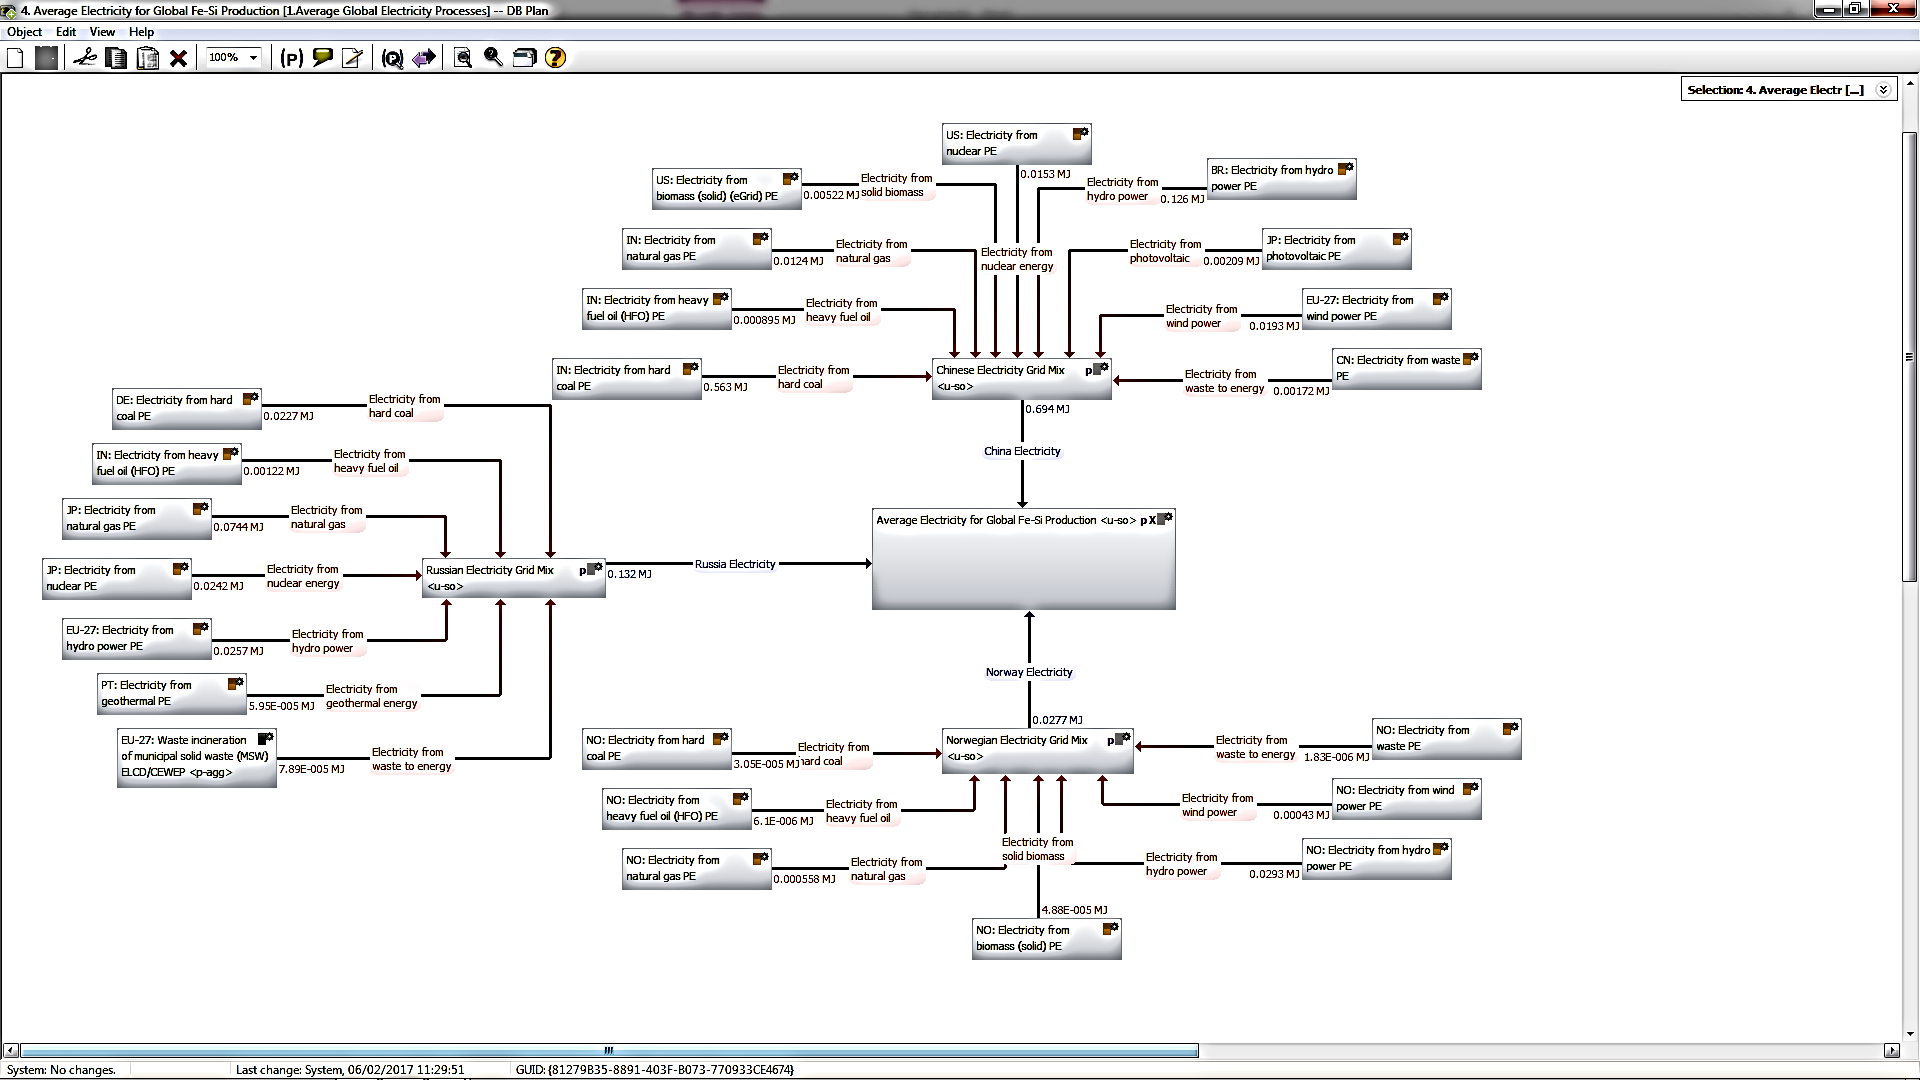 4. Average Electricity for Global Fe-Si Production [1.Average Global Electricity Processes] -- DB Plan
Object Edit View Help
100%
(P)
Selection: 4. Average Electr [...]
US: Electricity from
nuclear PE
0.0153 MJ
US: Electricity from
biomass (solid) (eGrid) PE
0.00522 MJ
Electricity from
solid biomass
Electricity from
hydro power
0.126 MJ
BR: Electricity from hydro
power PE
IN: Electricity from
natural gas PE
0.0124 MJ
Electricity from
natural gas
Electricity from
nuclear energy
Electricity from
photovoltaic
0.00209 MJ
JP: Electricity from
photovoltaic PE
IN: Electricity from heavy
fuel oil (HFO) PE
0.000895 MJ
Electricity from
heavy fuel oil
Electricity from
wind power
0.0193 MJ
EU-27: Electricity from
wind power PE
IN: Electricity from hard
coal PE
0.563 MJ
Electricity from
hard coal
Chinese Electricity Grid Mix
p
<u-so>
Electricity from
waste to energy
0.00172 MJ
CN: Electricity from waste
PE
0.694 MJ
China Electricity
DE: Electricity from hard
coal PE
0.0227 MJ
Electricity from
hard coal
IN: Electricity from heavy
fuel oil (HFO) PE
0.00122 MJ
Electricity from
heavy fuel oil
JP: Electricity from
natural gas PE
0.0744 MJ
Electricity from
natural gas
Average Electricity for Global Fe-Si Production <u-so> p X
JP: Electricity from
nuclear PE
0.0242 MJ
Electricity from
nuclear energy
Russian Electricity Grid Mix
p
<u-so>
0.132 MJ
Russia Electricity
EU-27: Electricity from
hydro power PE
0.0257 MJ
Electricity from
hydro power
PT: Electricity from
geothermal PE
5.95E-005 MJ
Electricity from
geothermal energy
EU-27: Waste incineration
of municipal solid waste (MSW)
ELCD/CEWEP <p-agg>
7.89E-005 MJ
Electricity from
waste to energy
Norway Electricity
0.0277 MJ
NO: Electricity from hard
coal PE
3.05E-005 MJ
Electricity from
hard coal
Norwegian Electricity Grid Mix
p
<u-so>
Electricity from
waste to energy
1.83E-006 MJ
NO: Electricity from
waste PE
NO: Electricity from
heavy fuel oil (HFO) PE
6.1E-006 MJ
Electricity from
heavy fuel oil
Electricity from
wind power
0.00043 MJ
NO: Electricity from wind
power PE
NO: Electricity from
natural gas PE
0.000558 MJ
Electricity from
natural gas
Electricity from
solid biomass
Electricity from
hydro power
0.0293 MJ
NO: Electricity from hydro
power PE
4.88E-005 MJ
NO: Electricity from
biomass (solid) PE
System: No changes. Last change: System, 06/02/2017 11:29:51 GUID: {81279B35-8891-403F-B073-770933CE4674}